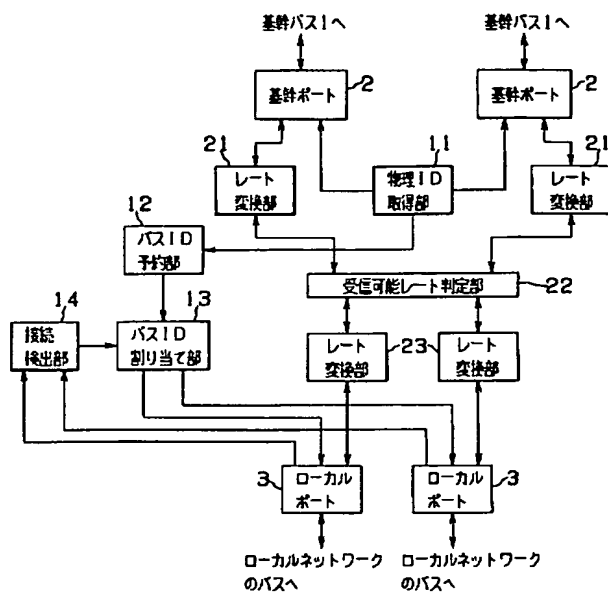 基幹バス1へ
基幹バス1へ
基幹ポート
2
基幹ポート
2
21
レート
変換部
11
物理ID
取得部
21
レート
変換部
12
バスID
予約部
受信可能レート判定部
22
14
接続
検出部
13
バスID
割り当て部
レート
変換部
23
レート
変換部
3
ローカル
ポート
ローカル
ポート
3
ローカルネットワーク
のバスへ
ローカルネットワーク
のバスへ